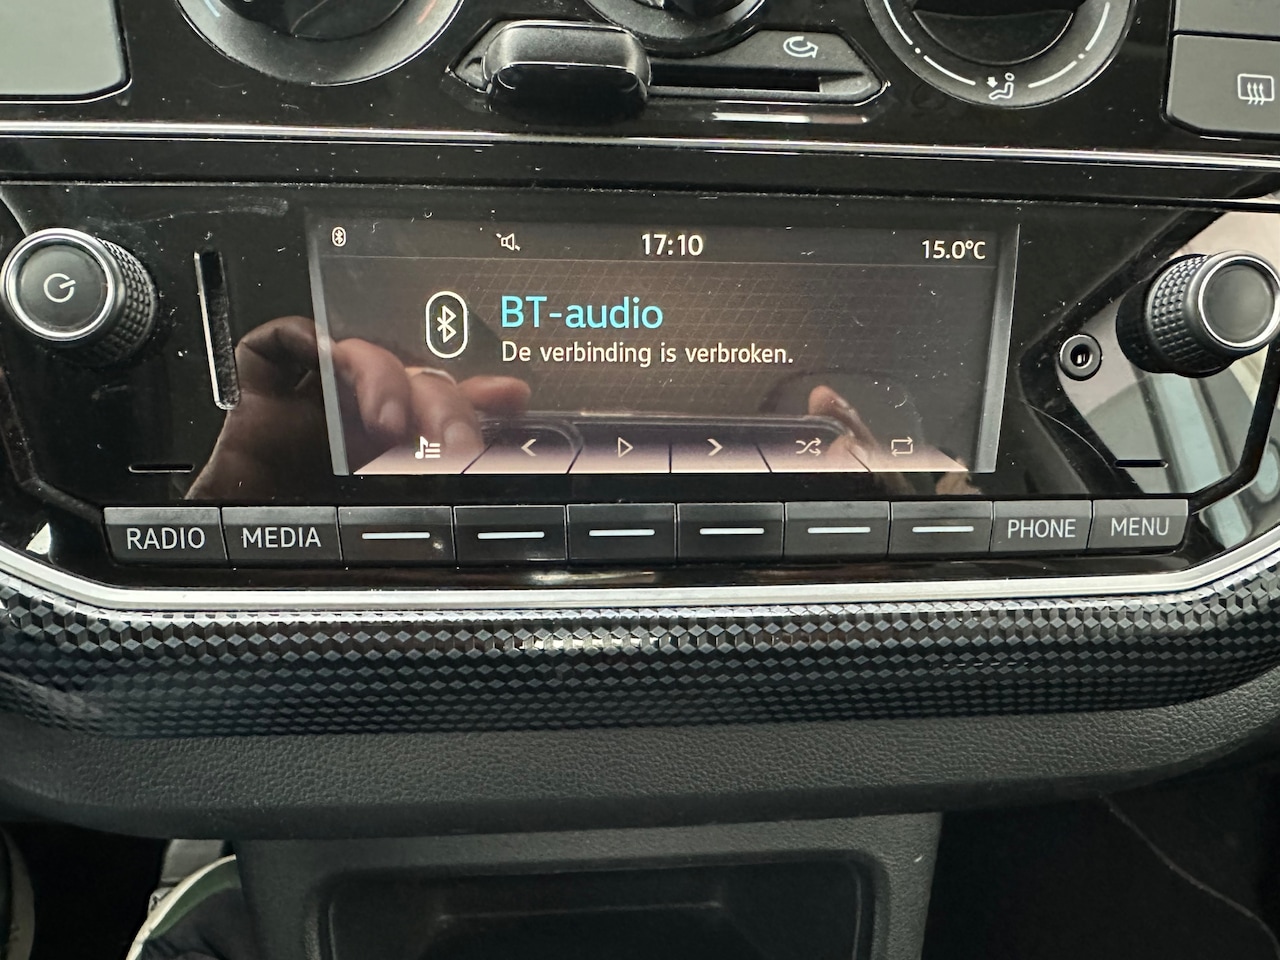 17:10
15.0°C
BT-audio
De verbinding is verbroken.
RADIO
MEDIA
PHONE
MENU